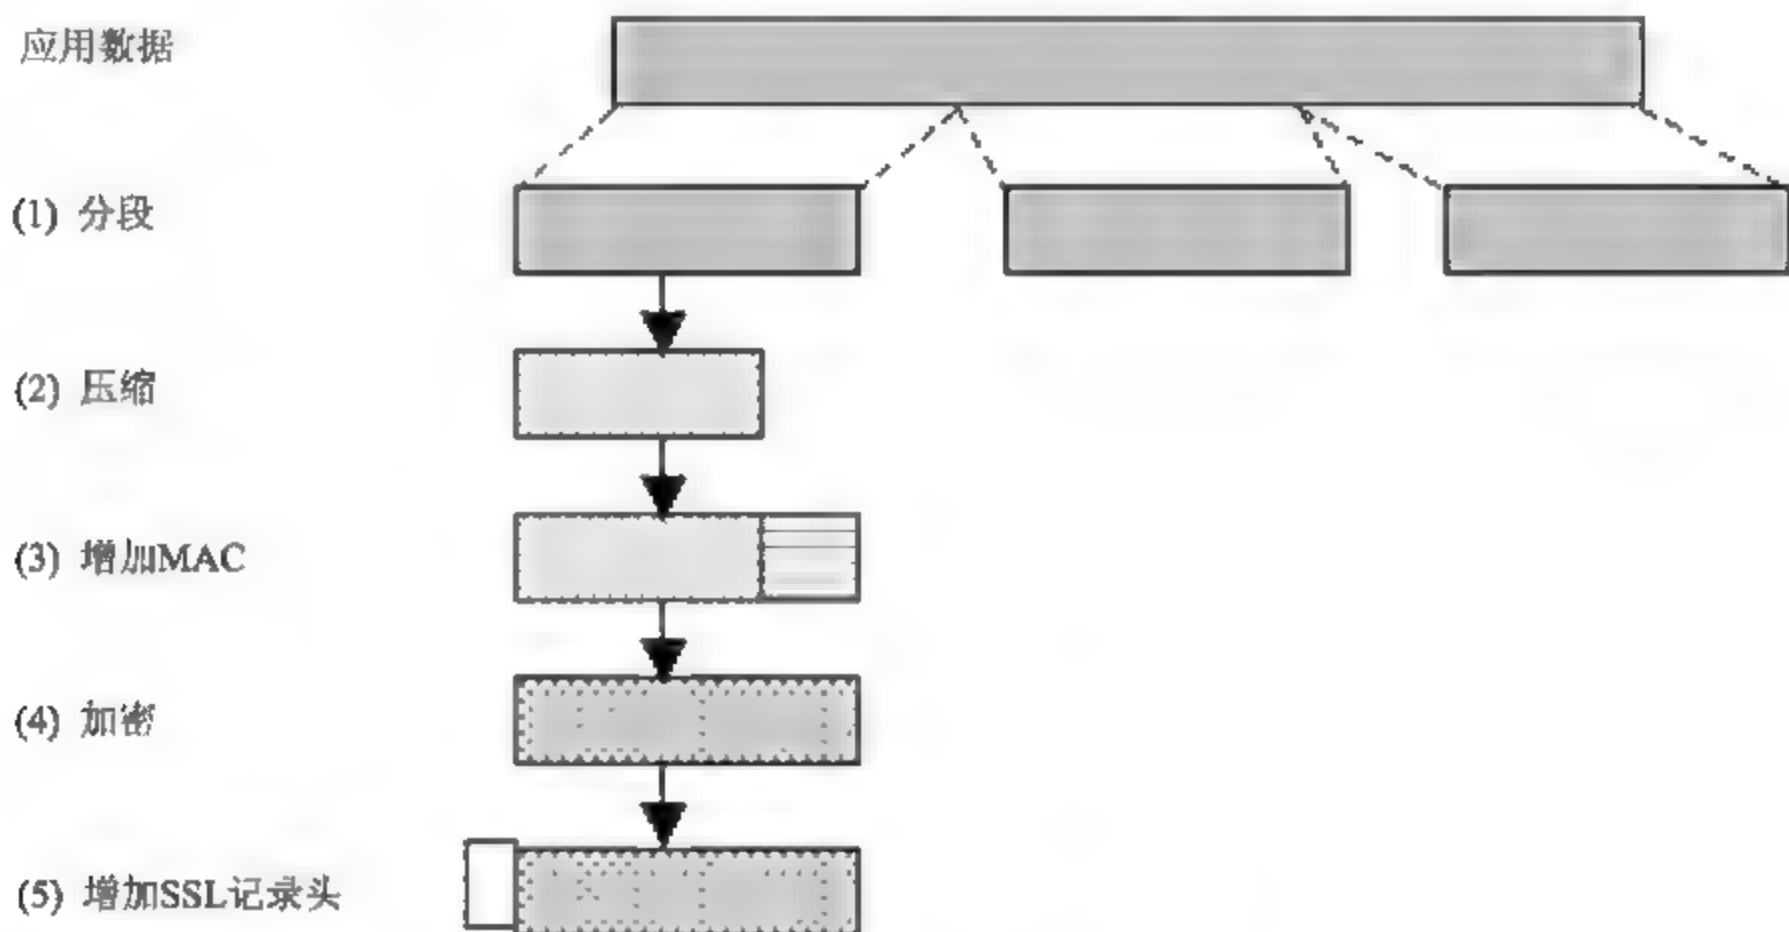 应用数据
(1) 分段
(2) 压缩
(3) 增加MAC
(4) 加密
(5) 增加SSL记录头